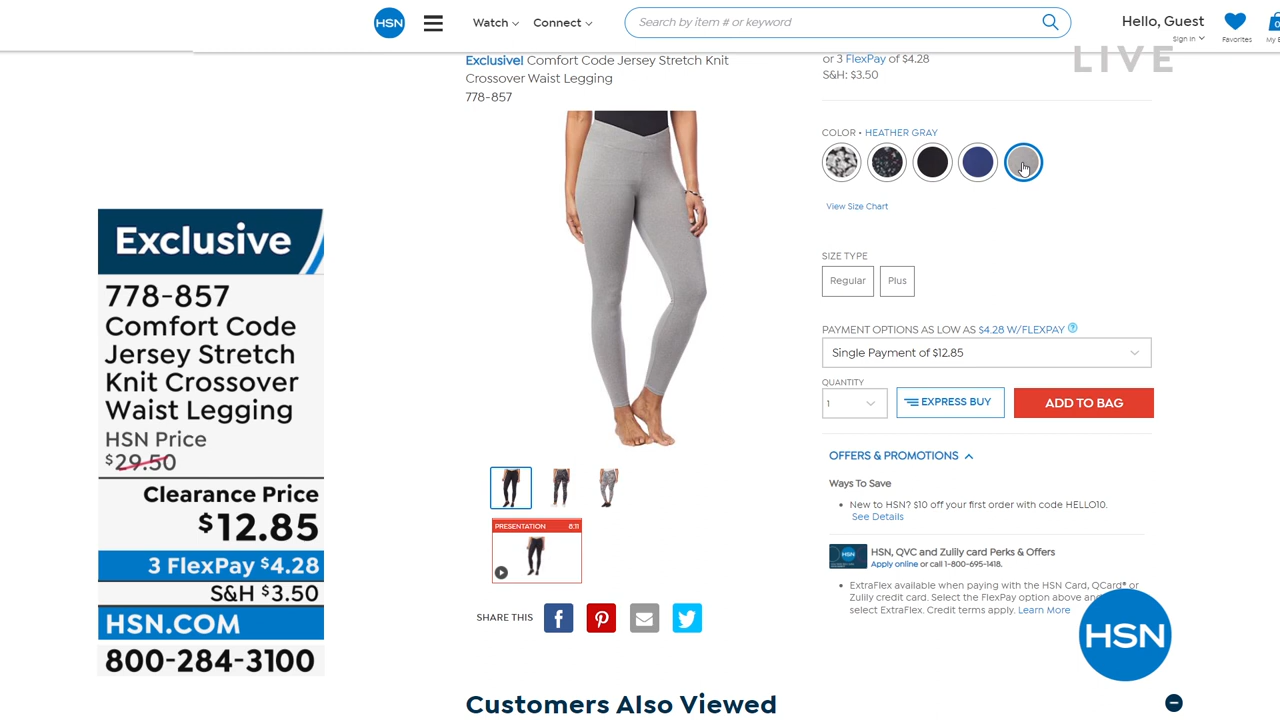 HSN
Watch
Connect
Search by item # or keyword
Hello, Guest
Sign In
Favorites
My
0
LIVE
Exclusive! Comfort Code Jersey Stretch Knit
Crossover Waist Legging
778-857
or 3 FlexPay of $4.28
S&H: $3.50
COLOR • HEATHER GRAY
View Size Chart
SIZE TYPE
Regular
Plus
PAYMENT OPTIONS AS LOW AS $4.28 W/FLEXPAY ?
Single Payment of $12.85
QUANTITY
1
EXPRESS BUY
ADD TO BAG
OFFERS & PROMOTIONS
Ways To Save
• New to HSN? $10 off your first order with code HELLO10.
See Details
HSN
HSN, QVC and Zulily card Perks & Offers
Apply online or call 1-800-695-1418.
• ExtraFlex available when paying with the HSN Card, QCard® or
Zulily credit card. Select the FlexPay option above and
select ExtraFlex. Credit terms apply. Learn More
PRESENTATION 8:11
SHARE THIS
Customers Also Viewed
HSN
Exclusive
778-857
Comfort Code
Jersey Stretch
Knit Crossover
Waist Legging
HSN Price
$29.50
Clearance Price
$12.85
3 FlexPay $4.28
S&H $3.50
HSN.COM
800-284-3100